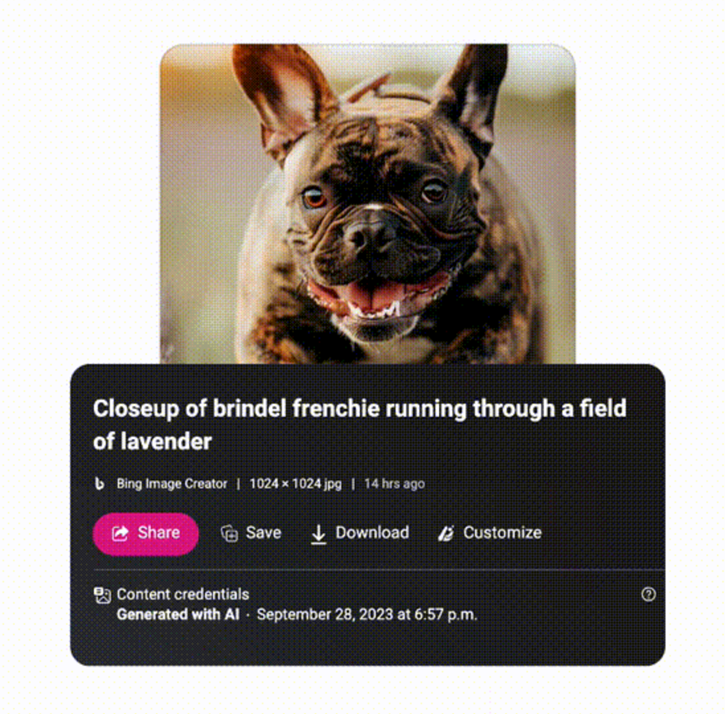 Closeup of brindel frenchie running through a field
of lavender
Bing Image Creator | 1024 × 1024 jpg | 14 hrs ago
Share Save Download Customize
Content credentials
Generated with AI · September 28, 2023 at 6:57 p.m.